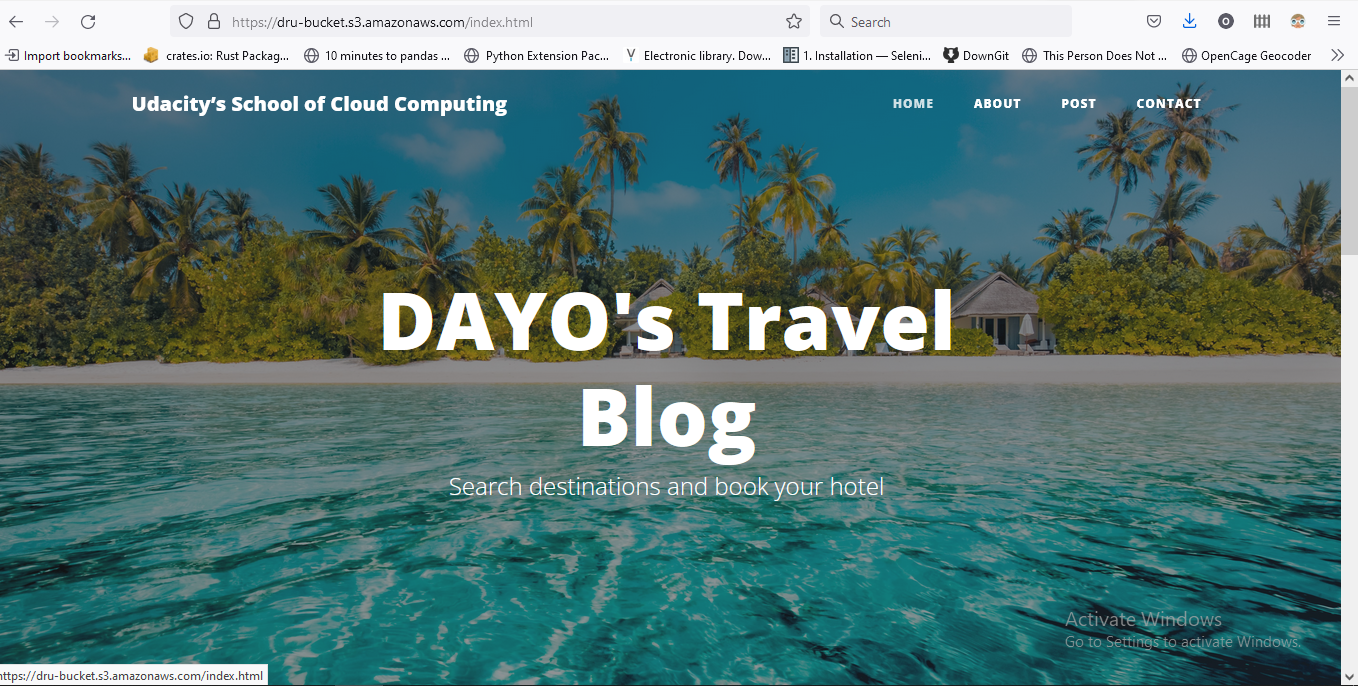 https://dru-bucket.s3.amazonaws.com/index.html
Search
Import bookmarks...
crates.io: Rust Packag...
10 minutes to pandas ...
Python Extension Pac...
Electronic library. Dow...
1. Installation — Seleni...
DownGit
This Person Does Not ...
OpenCage Geocoder
Udacity’s School of Cloud Computing
HOME
ABOUT
POST
CONTACT
DAYO's Travel
Blog
Search destinations and book your hotel
Activate Windows
Go to Settings to activate Windows.
https://dru-bucket.s3.amazonaws.com/index.html